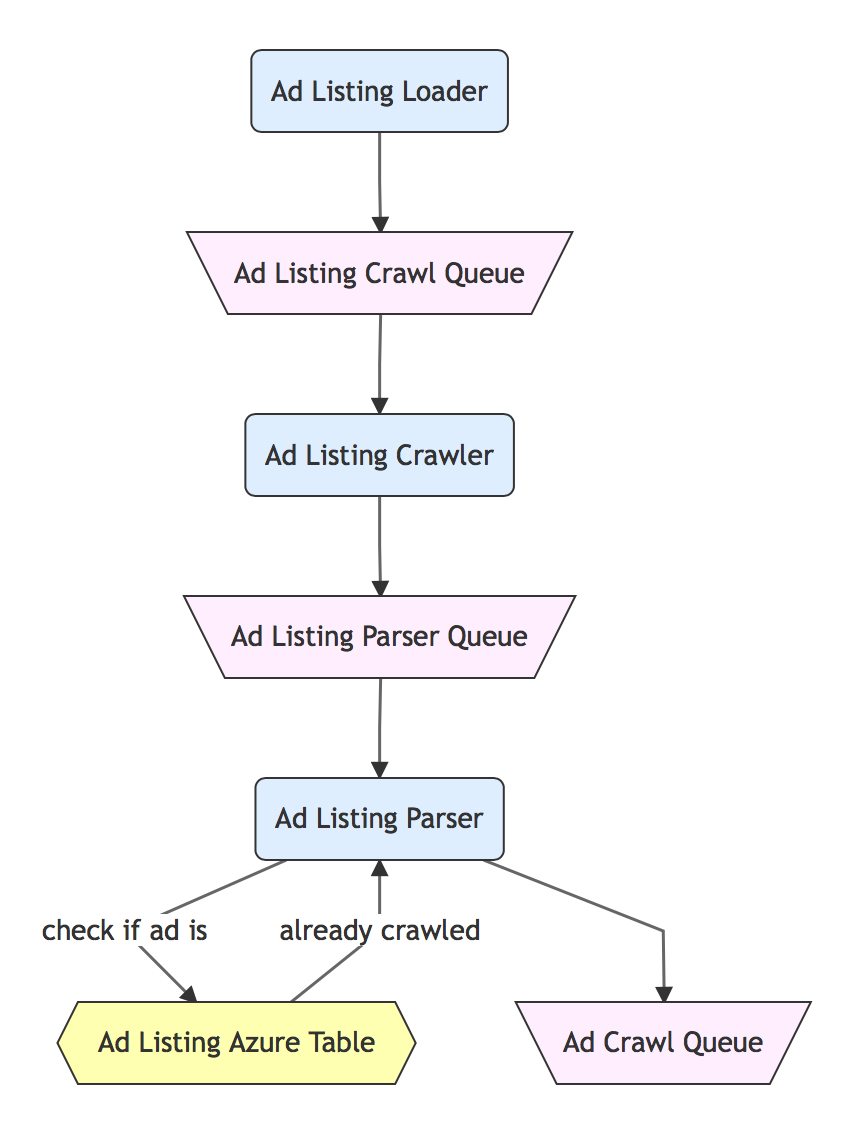 Ad Listing Loader
Ad Listing Crawl Queue
Ad Listing Crawler
Ad Listing Parser Queue
Ad Listing Parser
check if ad is
already crawled
Ad Listing Azure Table
Ad Crawl Queue